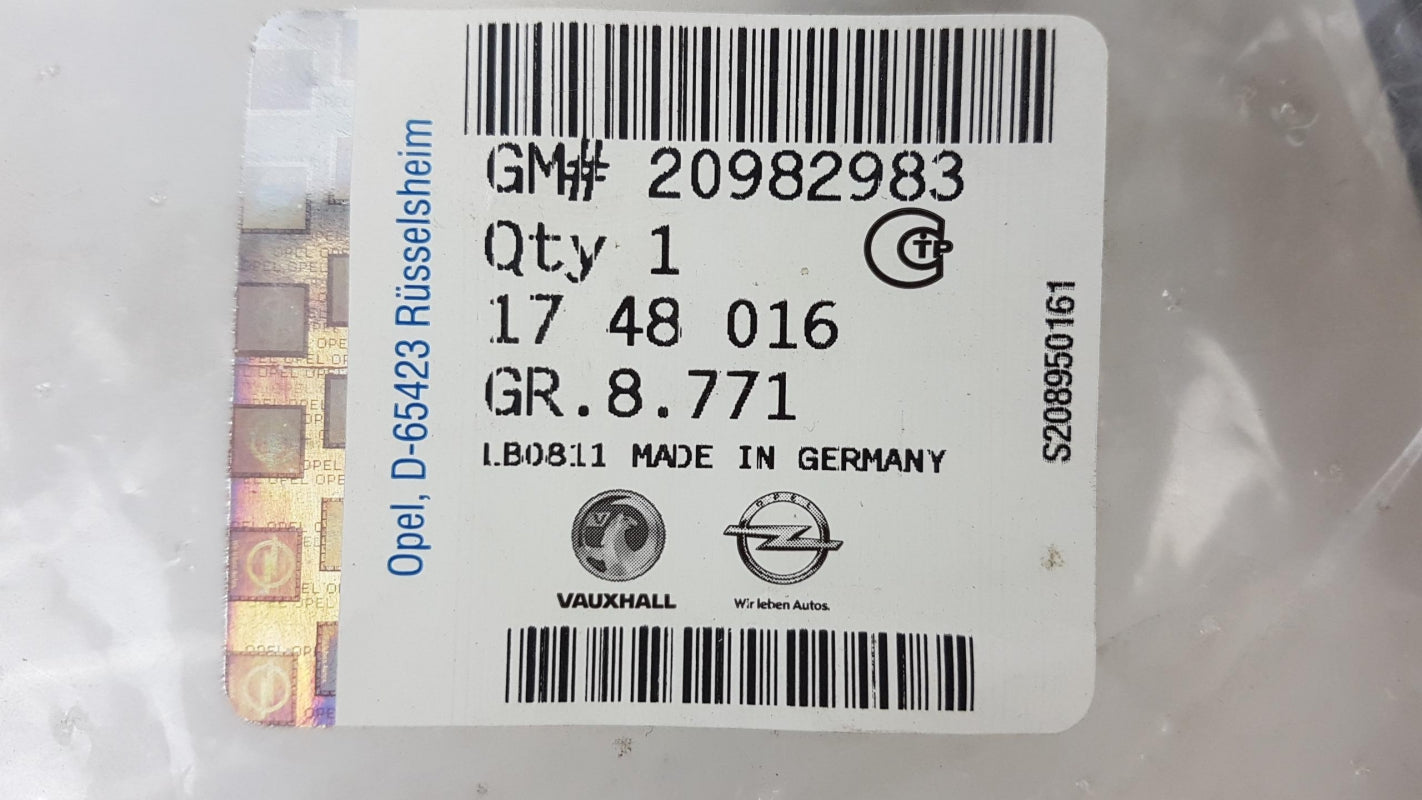 GM# 20982983
Qty 1
17 48 016
GR.8.771
LB0811 MADE IN GERMANY
VAUXHALL
OPEL
Wir leben Autos.
Opel, D-65423 Rüsselsheim
S208950161